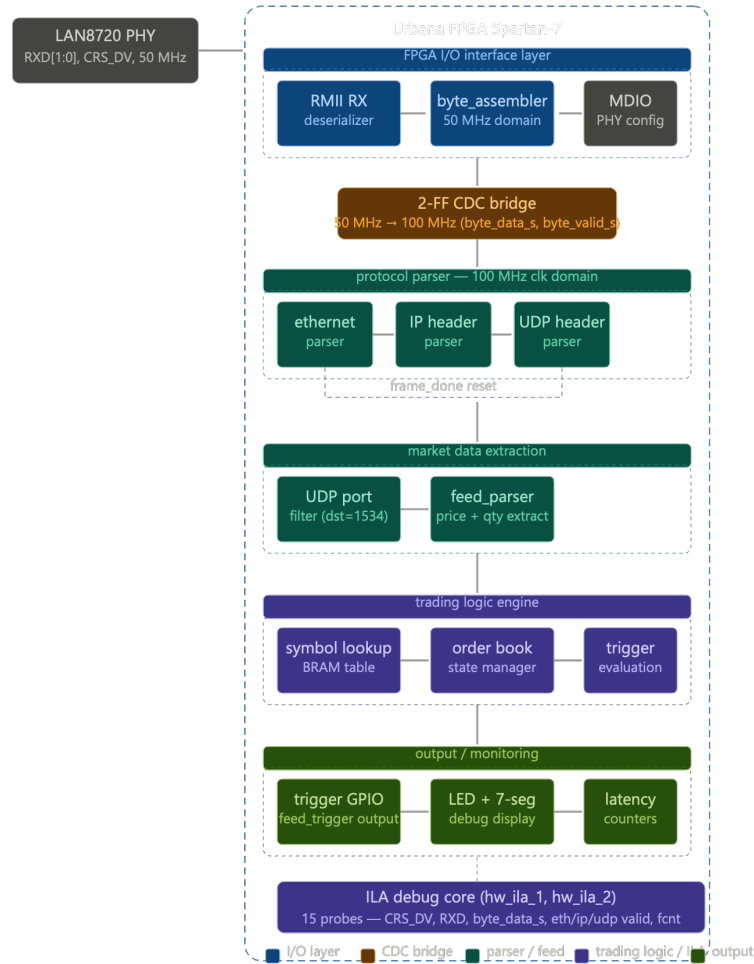 LAN8720 PHY
RXD[1:0], CRS_DV, 50 MHz
Urbana FPGA Spartan-7
FPGA I/O interface layer
RMII RX
deserializer
byte_assembler
50 MHz domain
MDIO
PHY config
2-FF CDC bridge
50 MHz → 100 MHz (byte_data_s, byte_valid_s)
protocol parser — 100 MHz clk domain
ethernet
parser
IP header
parser
UDP header
parser
frame_done reset
market data extraction
UDP port
filter (dst=1534)
feed_parser
price + qty extract
trading logic engine
symbol lookup
BRAM table
order book
state manager
trigger
evaluation
output / monitoring
trigger GPIO
feed_trigger output
LED + 7-seg
debug display
latency
counters
ILA debug core (hw_ila_1, hw_ila_2)
15 probes — CRS_DV, RXD, byte_data_s, eth/ip/udp valid, fcnt
I/O layer
CDC bridge
parser / feed
trading logic / ILA
output